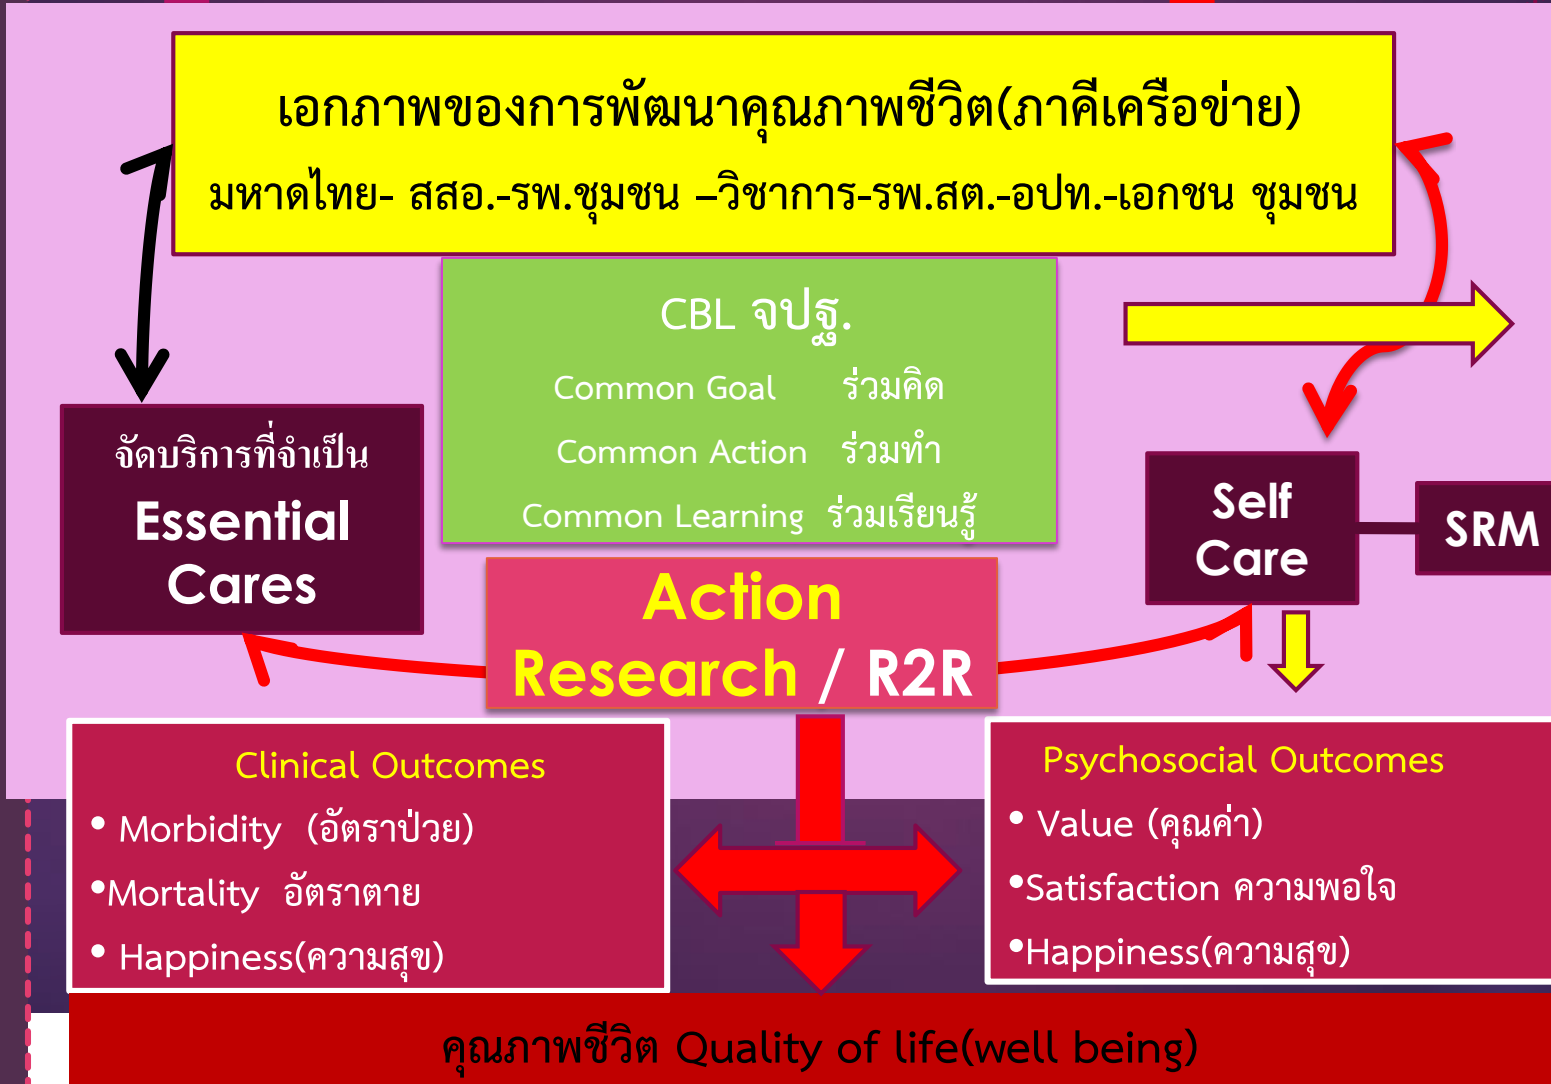 เอกภาพของการพัฒนาคุณภาพชีวิต(ภาคีเครือข่าย)
มหาดไทย- สสอ.-รพ.ชุมชน –วิชาการ-รพ.สต.-อปท.-เอกชน ชุมชน
CBL จปฐ.
Common Goal ร่วมคิด
Common Action ร่วมทำ
Common Learning ร่วมเรียนรู้
จัดบริการที่จำเป็น
Essential
Cares
Self
Care
SRM
Action
Research / R2R
Clinical Outcomes
• Morbidity (อัตราป่วย)
•Mortality อัตราตาย
• Happiness(ความสุข)
Psychosocial Outcomes
• Value (คุณค่า)
•Satisfaction ความพอใจ
•Happiness(ความสุข)
คุณภาพชีวิต Quality of life(well being)